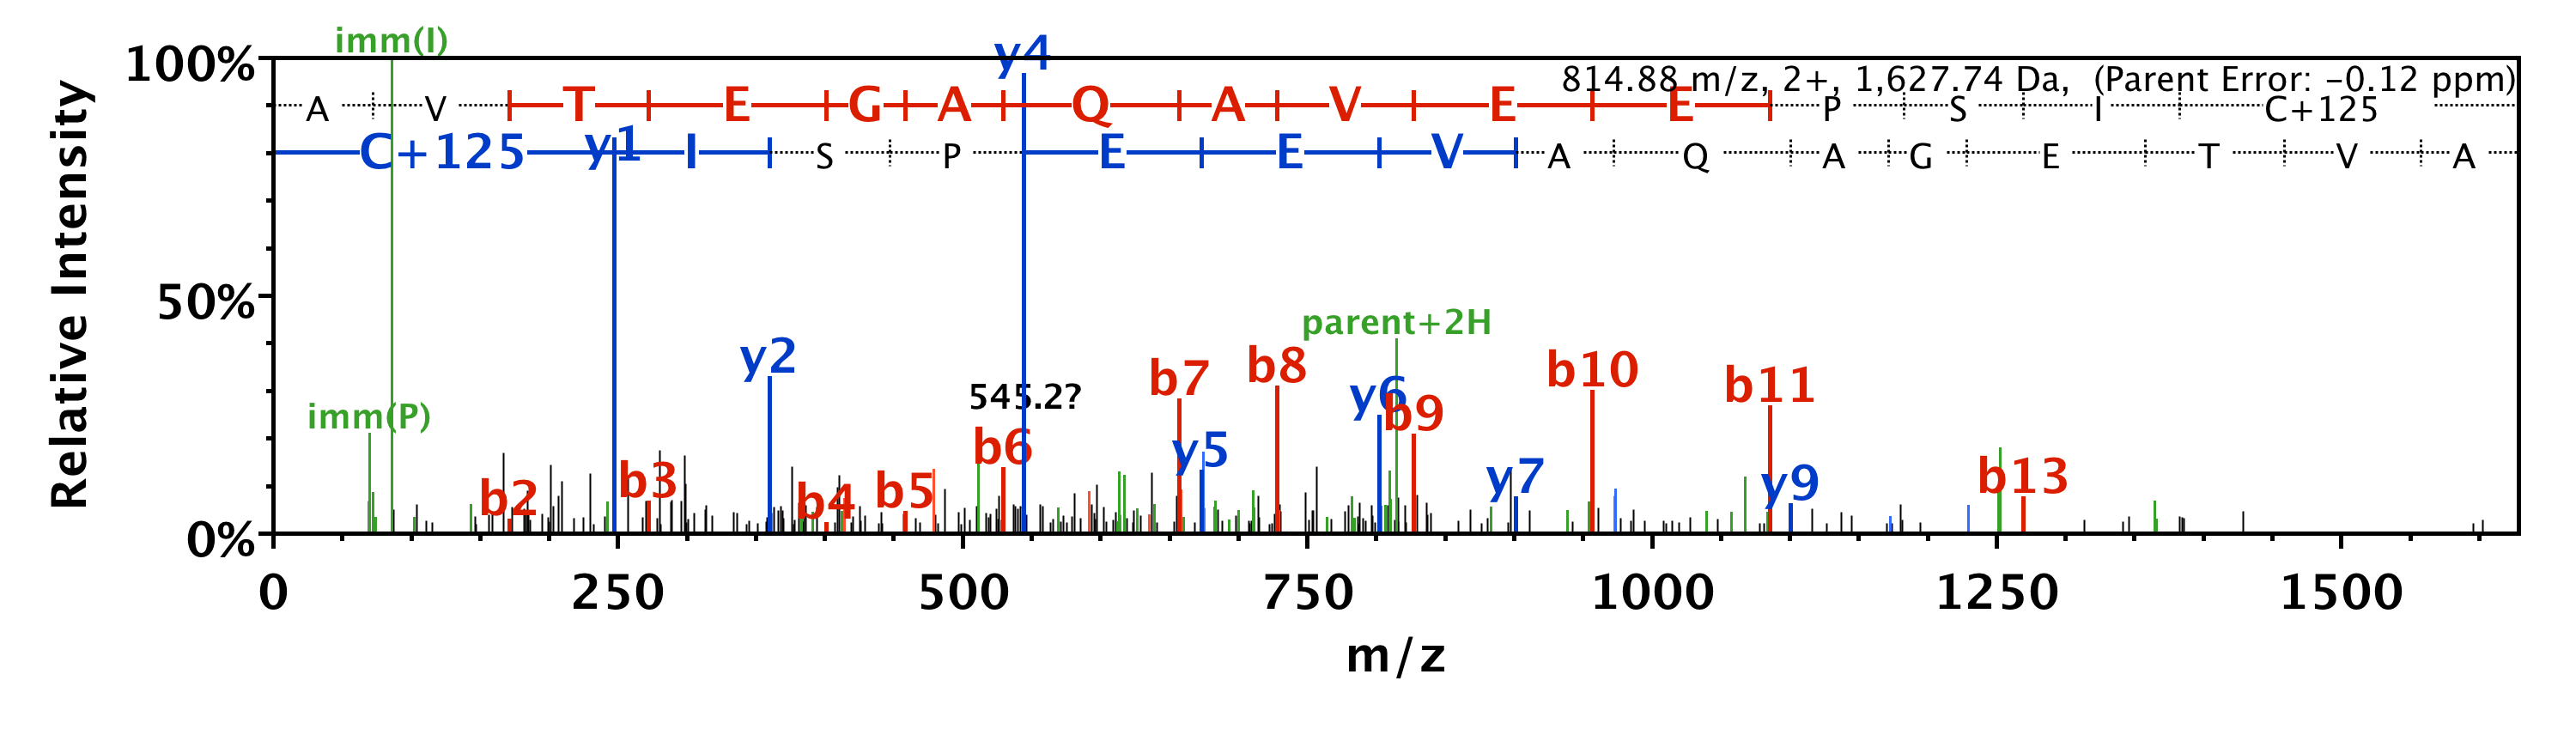 imm(I)
y4
100%
814.88 m/z, 2+, 1,627.74 Da, (Parent Error: –0.12 ppm)
A V T E G A Q A V E E P S I C+125
C+125 y1 I S P E E V A Q A G E T V A
50%
parent+2H
y2
b7
b8
b10
b11
545.2?
y6
b9
imm(P)
b6
y5
b2
b3
b4
b5
y7
y9
b13
0%
0 250 500 750 1000 1250 1500
m/z
Relative Intensity